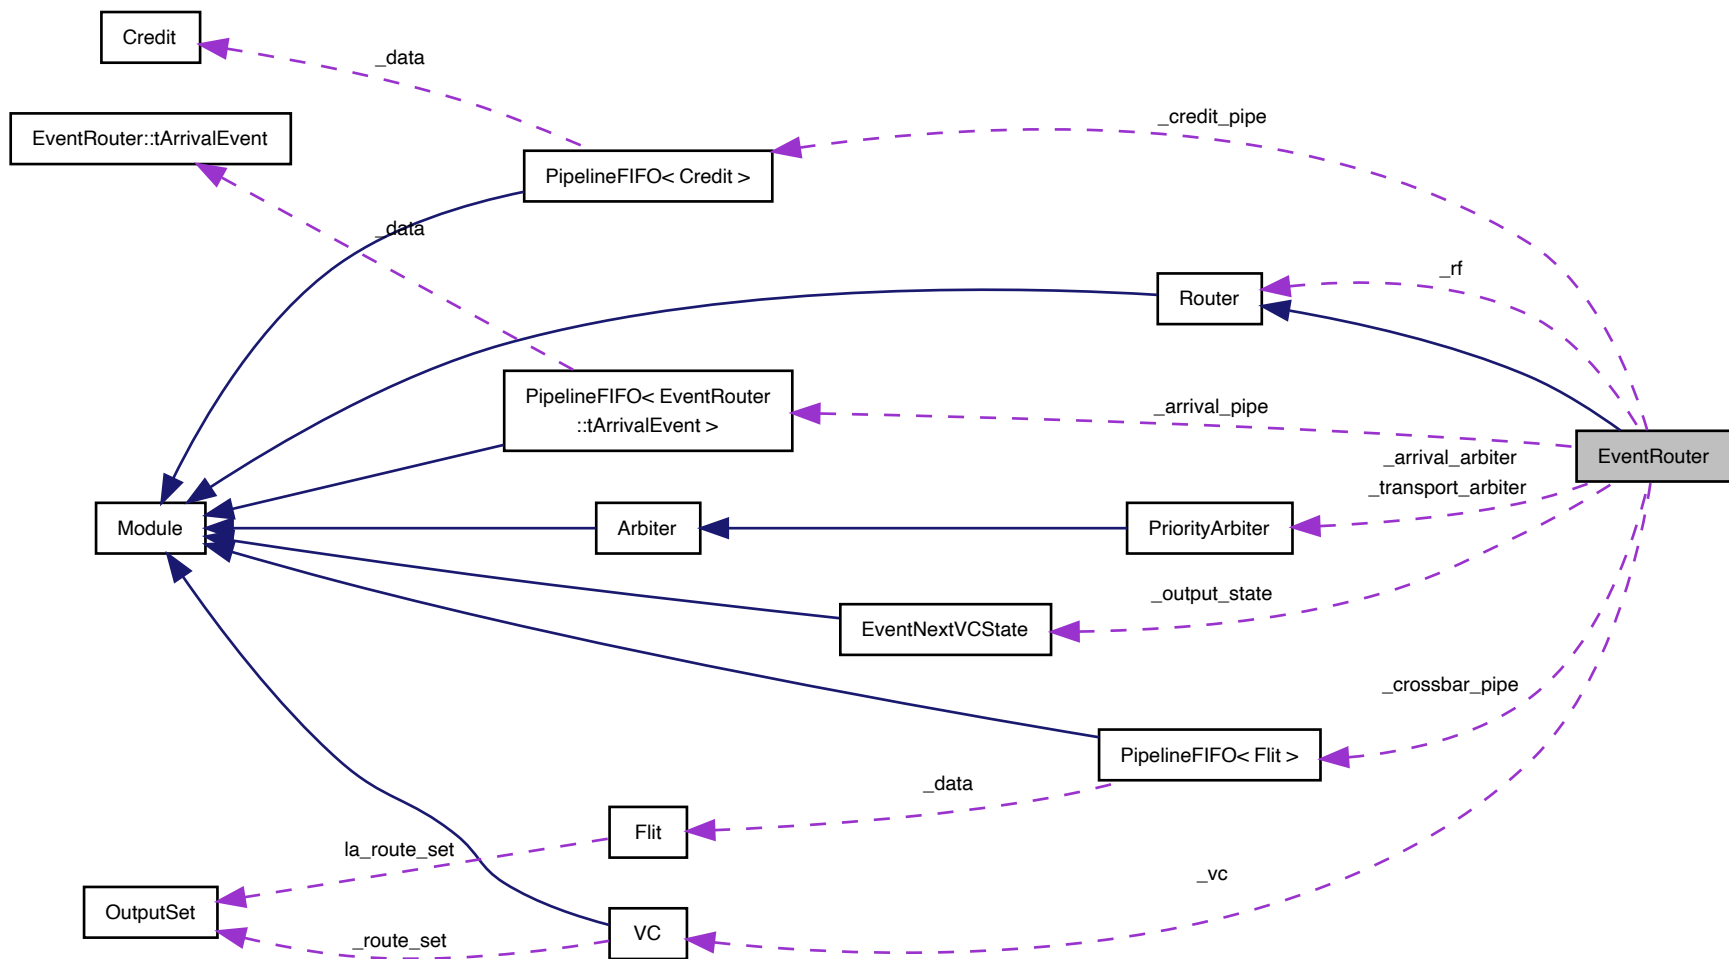 Credit
_data
_credit_pipe
EventRouter::tArrivalEvent
PipelineFIFO< Credit >
_data
_rf
Router
PipelineFIFO< EventRouter
::tArrivalEvent >
_arrival_pipe
EventRouter
_arrival_arbiter
_transport_arbiter
Module
Arbiter
PriorityArbiter
_output_state
EventNextVCState
_crossbar_pipe
PipelineFIFO< Flit >
_data
Flit
la_route_set
_vc
OutputSet
_route_set
VC